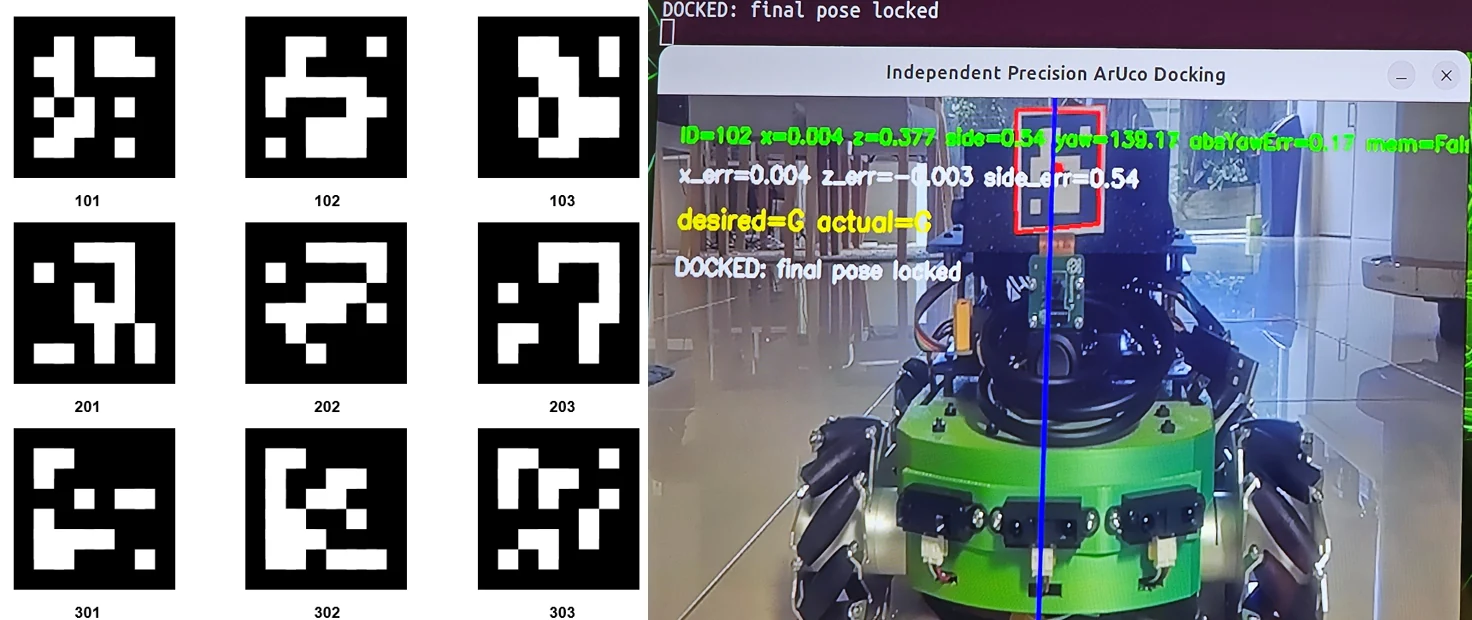 101 102 103
201 202 203
301 302 303
DOCKED: final pose locked
Independent Precision ArUco Docking
ID=102 x=0.004 z=0.377 side=0.54 yaw=139.17 absYawErr=0.17 mem=Fals
x_err=0.004 z_err=-0.003 side_err=0.54
desired=G actual=G
DOCKED: final pose locked